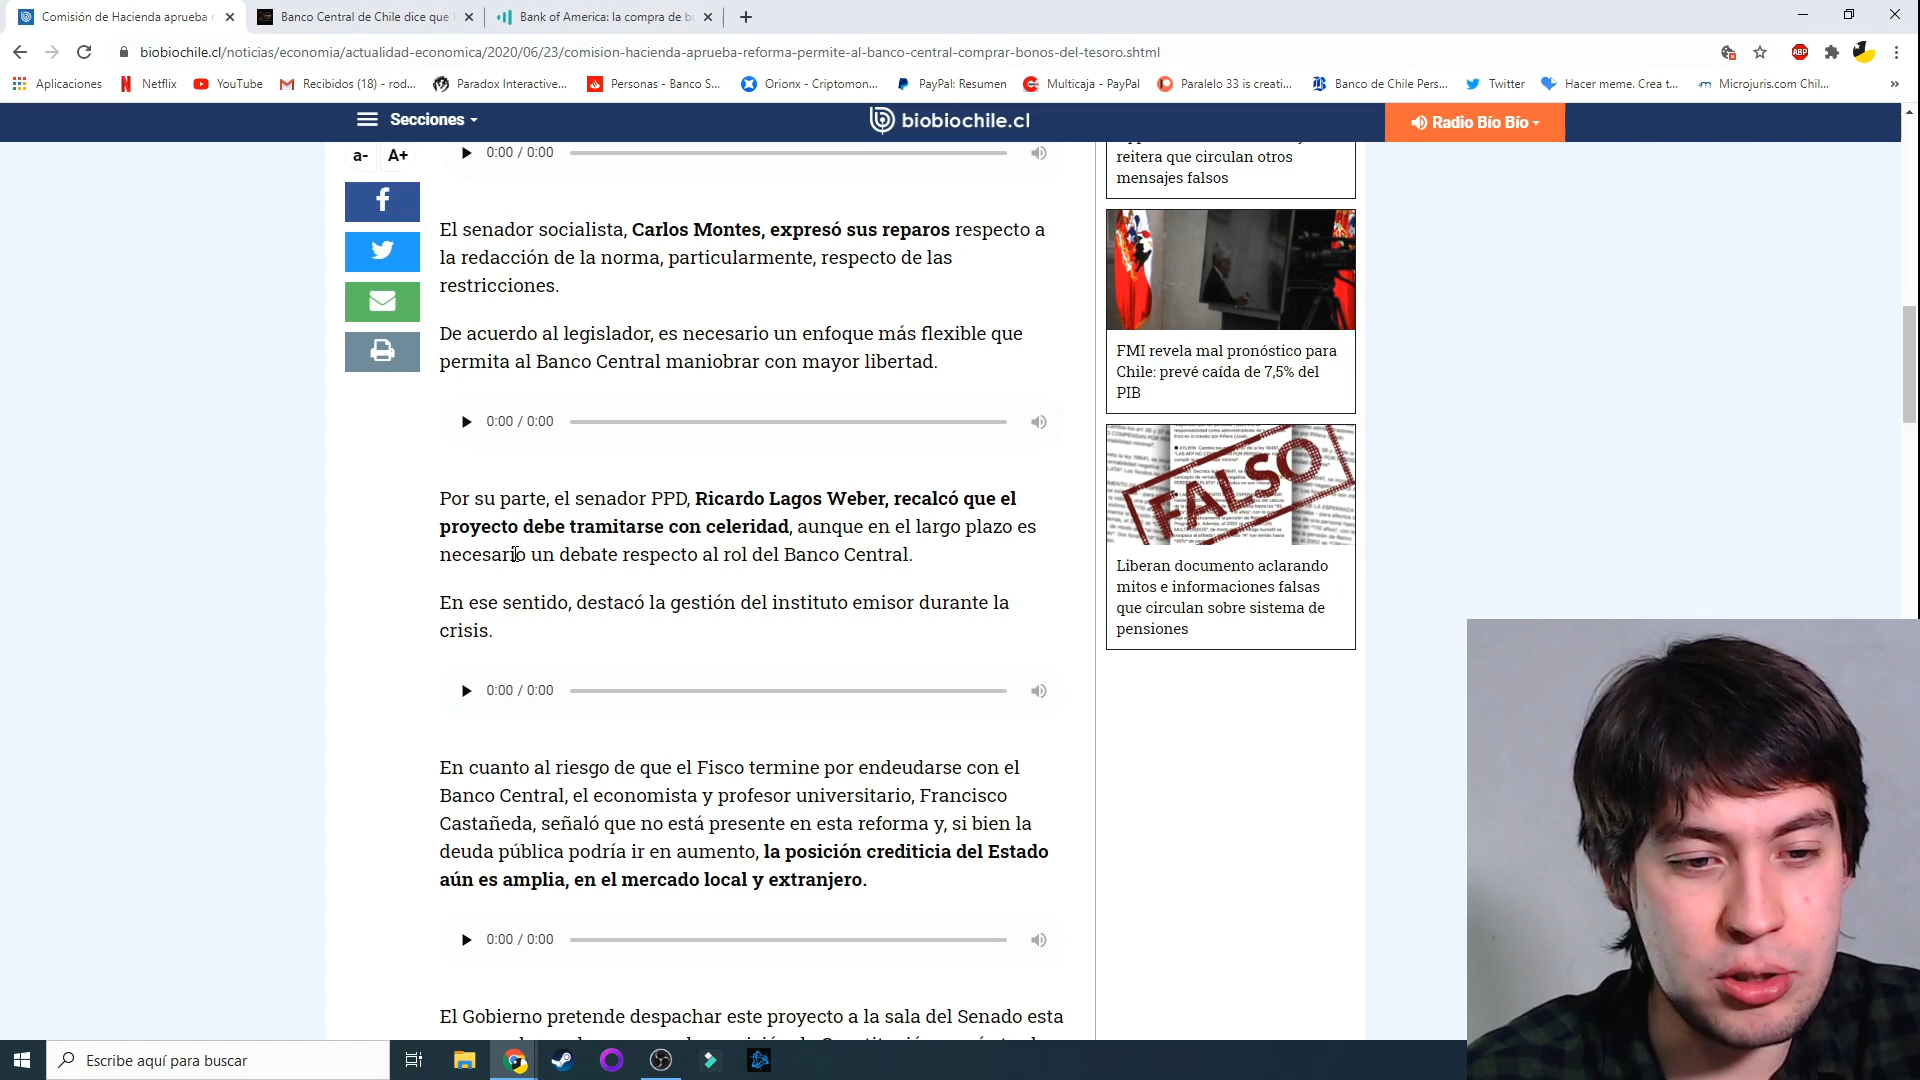 Comisión de Hacienda aprueba
Banco Central de Chile dice que
Bank of America: la compra de b
biobiochile.cl/noticias/economia/actualidad-economica/2020/06/23/comision-hacienda-aprueba-reforma-permite-al-banco-central-comprar-bonos-del-tesoro.shtml
ABP
Aplicaciones
Netflix
YouTube
Recibidos (18) - rod...
Paradox Interactive...
Personas - Banco S...
Orionx - Criptomon...
PayPal: Resumen
Multicaja - PayPal
Paralelo 33 is creati...
Banco de Chile Pers...
Twitter
Hacer meme. Crea t...
Microjuris.com Chil...
»
Secciones
biobiochile.cl
Radio Bío Bío
a-
A+
0:00 / 0:00
El senador socialista, Carlos Montes, expresó sus reparos respecto a
la redacción de la norma, particularmente, respecto de las
restricciones.
De acuerdo al legislador, es necesario un enfoque más flexible que
permita al Banco Central maniobrar con mayor libertad.
0:00 / 0:00
Por su parte, el senador PPD, Ricardo Lagos Weber, recalcó que el
proyecto debe tramitarse con celeridad, aunque en el largo plazo es
necesario un debate respecto al rol del Banco Central.
En ese sentido, destacó la gestión del instituto emisor durante la
crisis.
0:00 / 0:00
En cuanto al riesgo de que el Fisco termine por endeudarse con el
Banco Central, el economista y profesor universitario, Francisco
Castañeda, señaló que no está presente en esta reforma y, si bien la
deuda pública podría ir en aumento, la posición crediticia del Estado
aún es amplia, en el mercado local y extranjero.
0:00 / 0:00
El Gobierno pretende despachar este proyecto a la sala del Senado esta
reitera que circulan otros
mensajes falsos
FMI revela mal pronóstico para
Chile: prevé caída de 7,5% del
PIB
FALSO
Liberan documento aclarando
mitos e informaciones falsas
que circulan sobre sistema de
pensiones
Escribe aquí para buscar